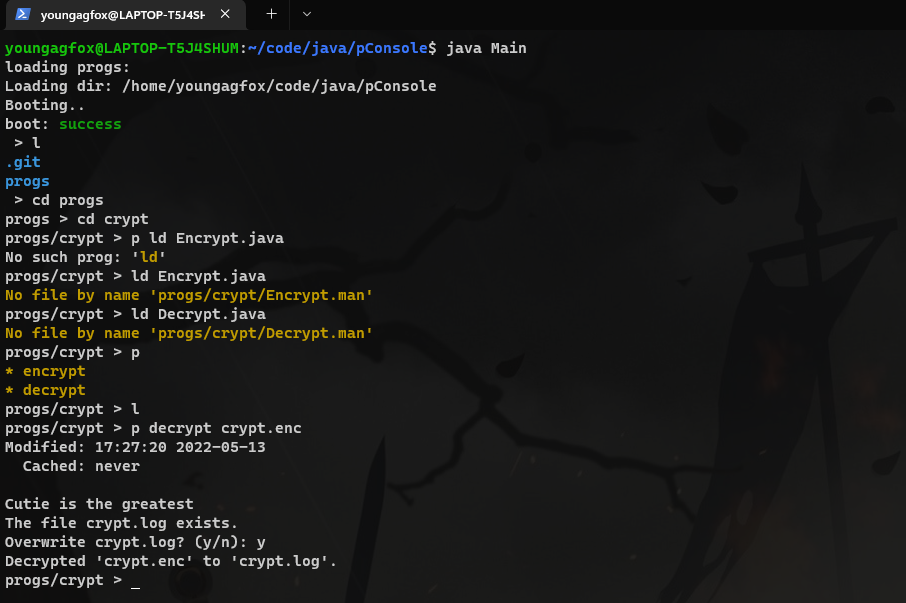 youngagfox@LAPTOP-T5J4SH
youngagfox@LAPTOP-T5J4SHUM:~/code/java/pConsole$ java Main
loading progs:
Loading dir: /home/youngagfox/code/java/pConsole
Booting..
boot: success
 > l
.git
progs
 > cd progs
progs > cd crypt
progs/crypt > p ld Encrypt.java
No such prog: 'ld'
progs/crypt > ld Encrypt.java
No file by name 'progs/crypt/Encrypt.man'
progs/crypt > ld Decrypt.java
No file by name 'progs/crypt/Decrypt.man'
progs/crypt > p
* encrypt
* decrypt
progs/crypt > l
progs/crypt > p decrypt crypt.enc
Modified: 17:27:20 2022-05-13
  Cached: never
Cutie is the greatest
The file crypt.log exists.
Overwrite crypt.log? (y/n): y
Decrypted 'crypt.enc' to 'crypt.log'.
progs/crypt > _